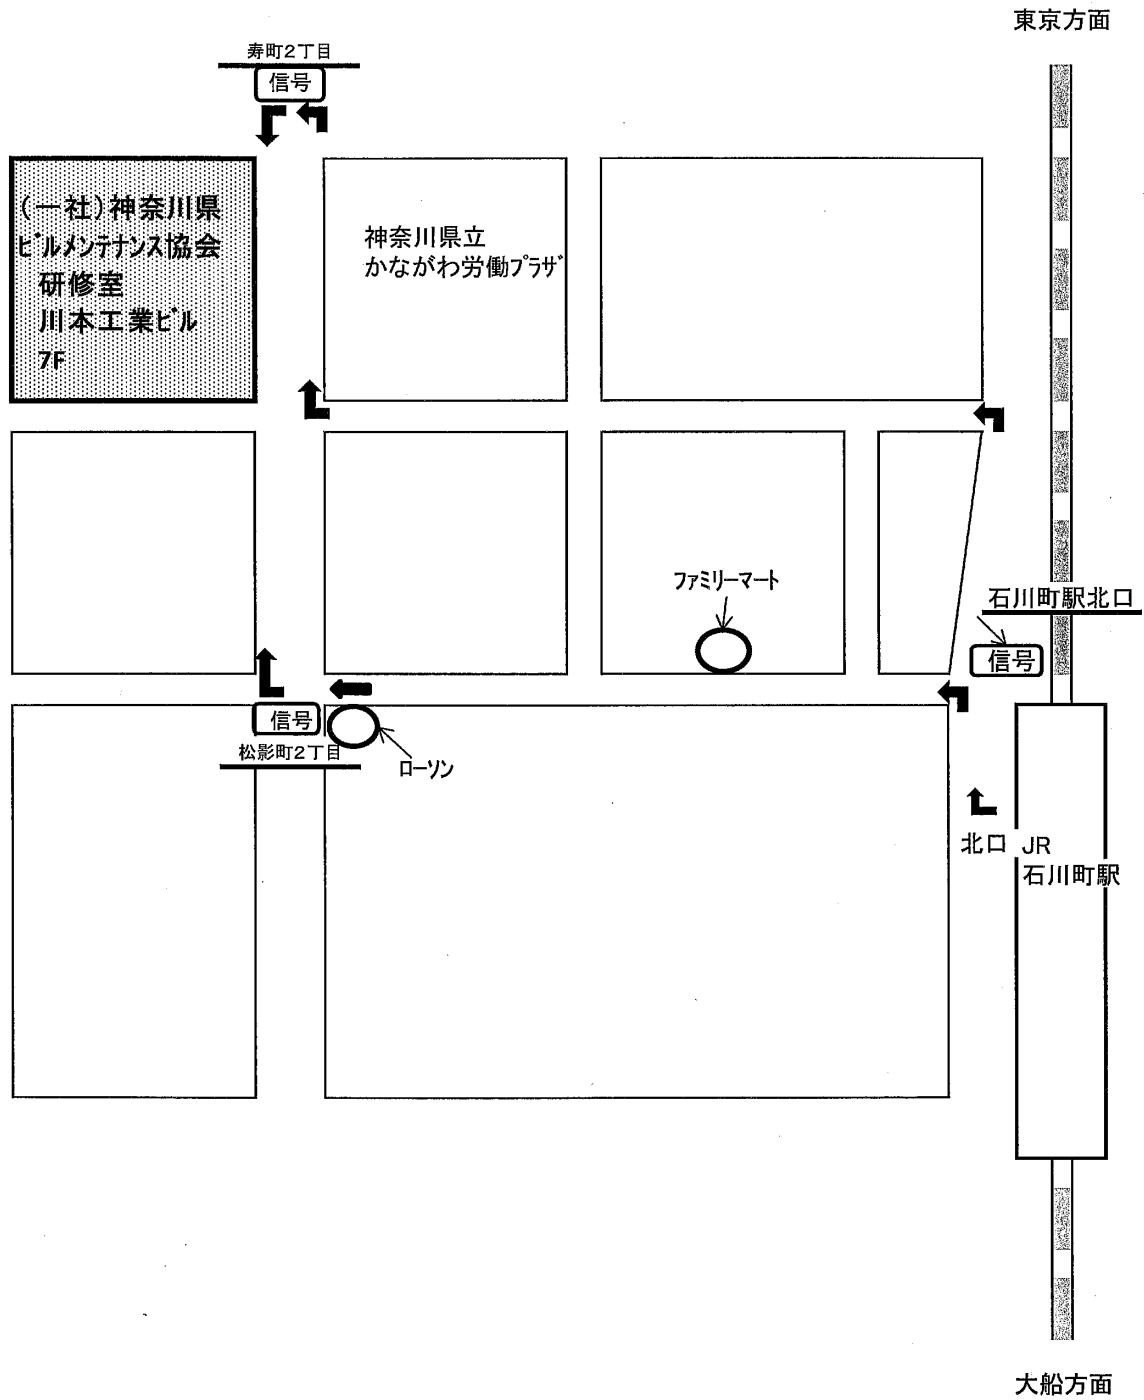 東京方面
寿町2丁目
信号
(一社)神奈川県
ビルメンテナンス協会
研修室
川本工業ビル
7F
神奈川県立
かながわ労働プラザ
ファミリーマート
石川町駅北口
信号
信号
松影町2丁目
ローソン
北口
JR
石川町駅
大船方面